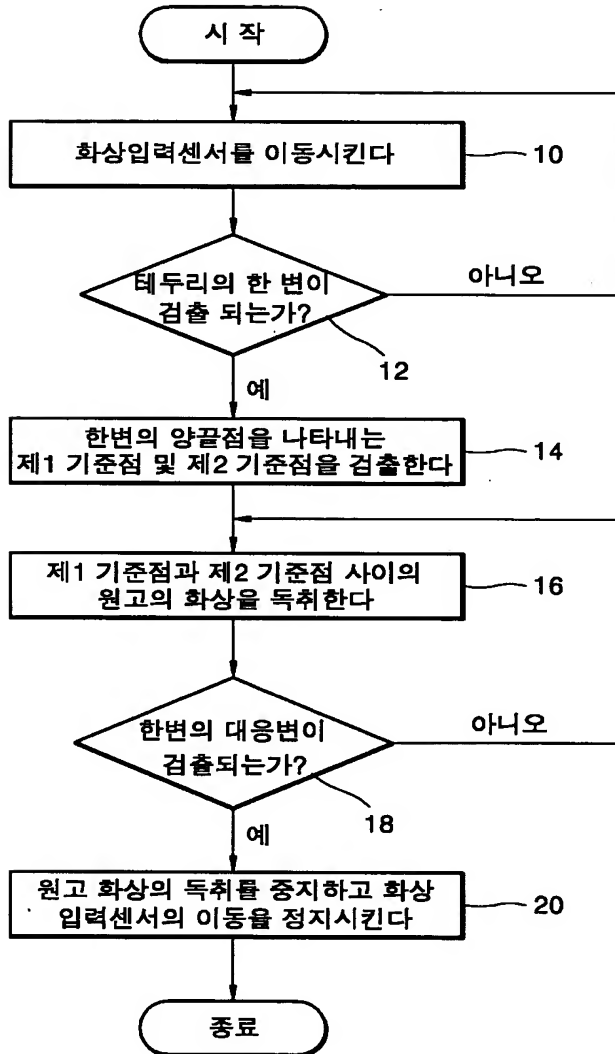 시 작
화상입력센서를 이동시킨다
10
테두리의 한 변이
검출 되는가?
아니오
12
예
한변의 양끝점을 나타내는
제1 기준점 및 제2 기준점을 검출한다
14
제1 기준점과 제2 기준점 사이의
원고의 화상을 독취한다
16
한변의 대응변이
검출되는가?
아니오
18
예
원고 화상의 독취를 중지하고 화상
입력센서의 이동을 정지시킨다
20
종료